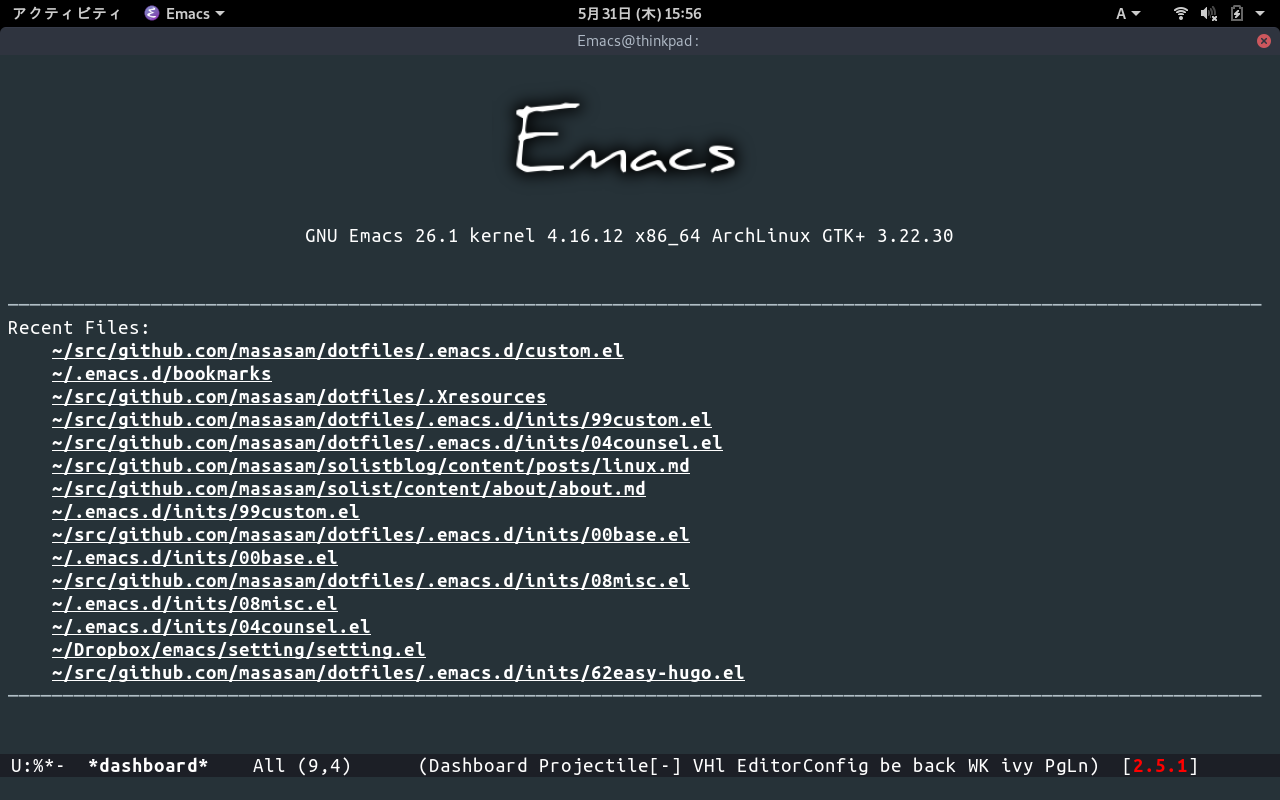 アクティビティ Emacs 5月31日 (木) 15:56 A
Emacs@thinkpad:
Emacs
GNU Emacs 26.1 kernel 4.16.12 x86_64 ArchLinux GTK+ 3.22.30
Recent Files:
~/src/github.com/masasam/dotfiles/.emacs.d/custom.el
~/.emacs.d/bookmarks
~/src/github.com/masasam/dotfiles/.Xresources
~/src/github.com/masasam/dotfiles/.emacs.d/inits/99custom.el
~/src/github.com/masasam/dotfiles/.emacs.d/inits/04counsel.el
~/src/github.com/masasam/solistblog/content/posts/linux.md
~/src/github.com/masasam/solist/content/about/about.md
~/.emacs.d/inits/99custom.el
~/src/github.com/masasam/dotfiles/.emacs.d/inits/00base.el
~/.emacs.d/inits/00base.el
~/src/github.com/masasam/dotfiles/.emacs.d/inits/08misc.el
~/.emacs.d/inits/08misc.el
~/.emacs.d/inits/04counsel.el
~/Dropbox/emacs/setting/setting.el
~/src/github.com/masasam/dotfiles/.emacs.d/inits/62easy-hugo.el
U:%*-  *dashboard*    All (9,4)      (Dashboard Projectile[-] VHl EditorConfig be back WK ivy PgLn)  [2.5.1]